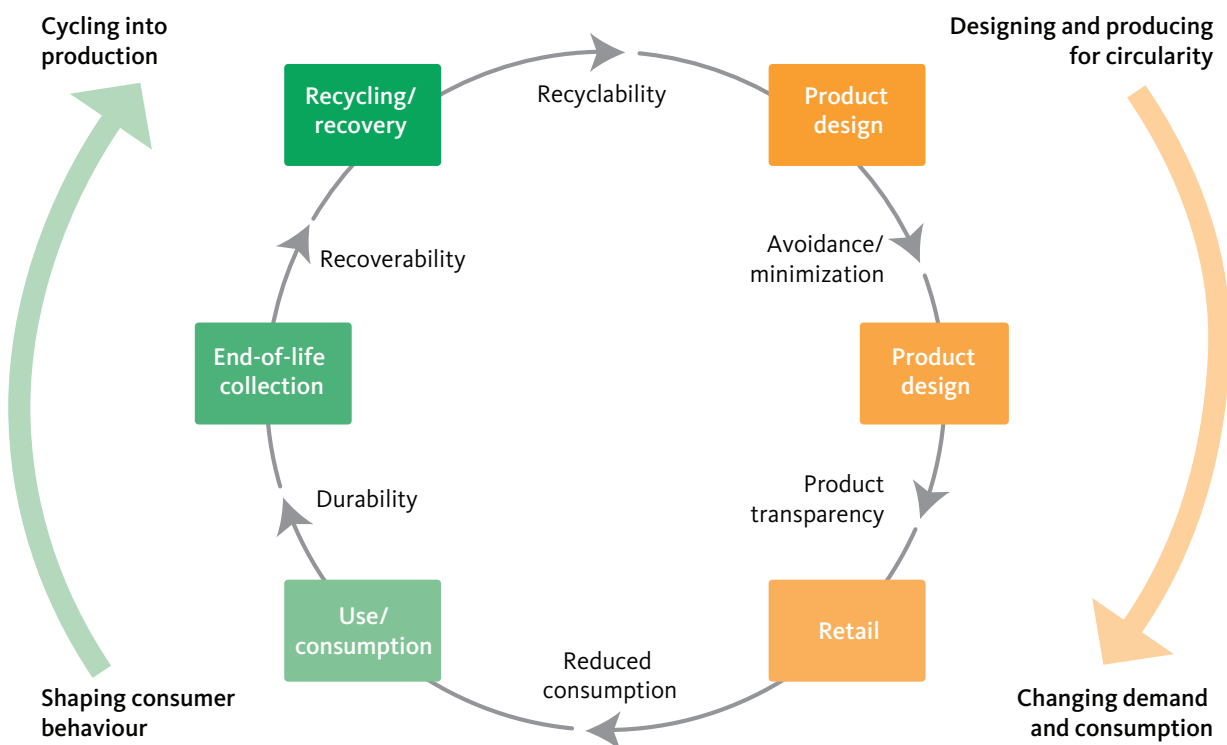 Cycling into
production
Designing and producing
for circularity
Recycling/
recovery
Recyclability
Product
design
Avoidance/
minimization
Recoverability
End-of-life
collection
Product
design
Durability
Product
transparency
Use/
consumption
Retail
Reduced
consumption
Shaping consumer
behaviour
Changing demand
and consumption